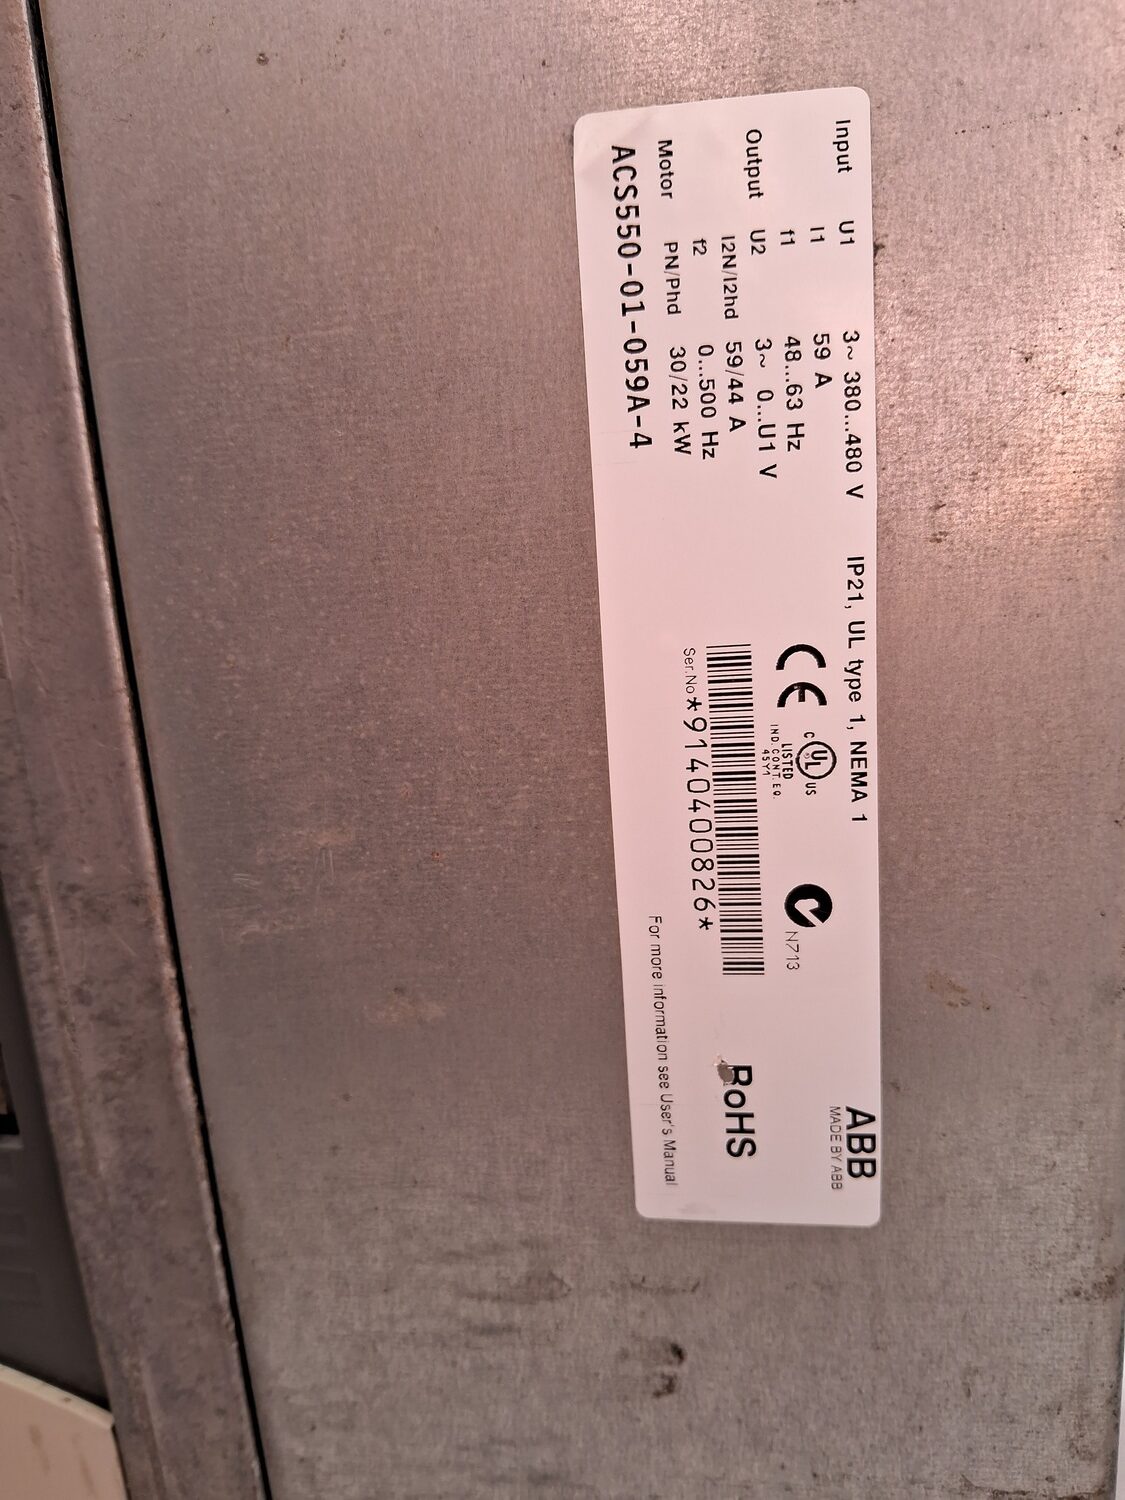 Input U1 3~ 380...480 V
I1 59 A
f1 48...63 Hz
Output U2 3~ 0...U1 V
I2N/I2hd 59/44 A
f2 0...500 Hz
Motor PN/Phd 30/22 kW
ACS550-01-059A-4
IP21, UL type 1, NEMA 1
CE
C UL US
LISTED
IND. CONT. EQ.
45Y1
N713
Ser.No *9140400826*
ABB
MADE BY ABB
RoHS
For more information see User's Manual